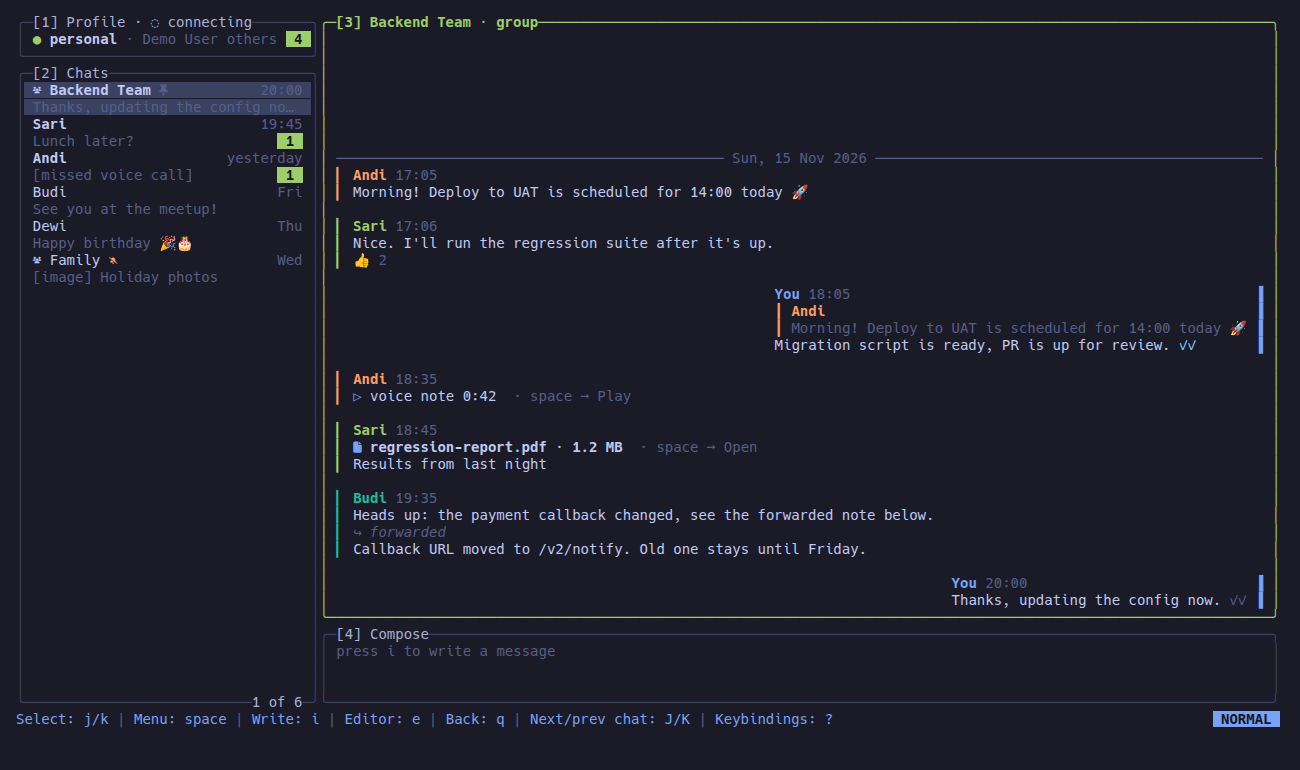 [1] Profile · ◌ connecting
● personal · Demo User others 4
[2] Chats
Backend Team 20:00
Thanks, updating the config no…
Sari 19:45
Lunch later? 1
Andi yesterday
[missed voice call] 1
Budi Fri
See you at the meetup!
Dewi Thu
Happy birthday 🎉🎂
Family Wed
[image] Holiday photos
1 of 6
[3] Backend Team · group
Sun, 15 Nov 2026
Andi 17:05
Morning! Deploy to UAT is scheduled for 14:00 today 🚀
Sari 17:06
Nice. I'll run the regression suite after it's up.
👍 2
You 18:05
Andi
Morning! Deploy to UAT is scheduled for 14:00 today 🚀
Migration script is ready, PR is up for review. √√
Andi 18:35
▷ voice note 0:42 · space → Play
Sari 18:45
regression-report.pdf · 1.2 MB · space → Open
Results from last night
Budi 19:35
Heads up: the payment callback changed, see the forwarded note below.
↪ forwarded
Callback URL moved to /v2/notify. Old one stays until Friday.
You 20:00
Thanks, updating the config now. √√
[4] Compose
press i to write a message
Select: j/k | Menu: space | Write: i | Editor: e | Back: q | Next/prev chat: J/K | Keybindings: ? NORMAL